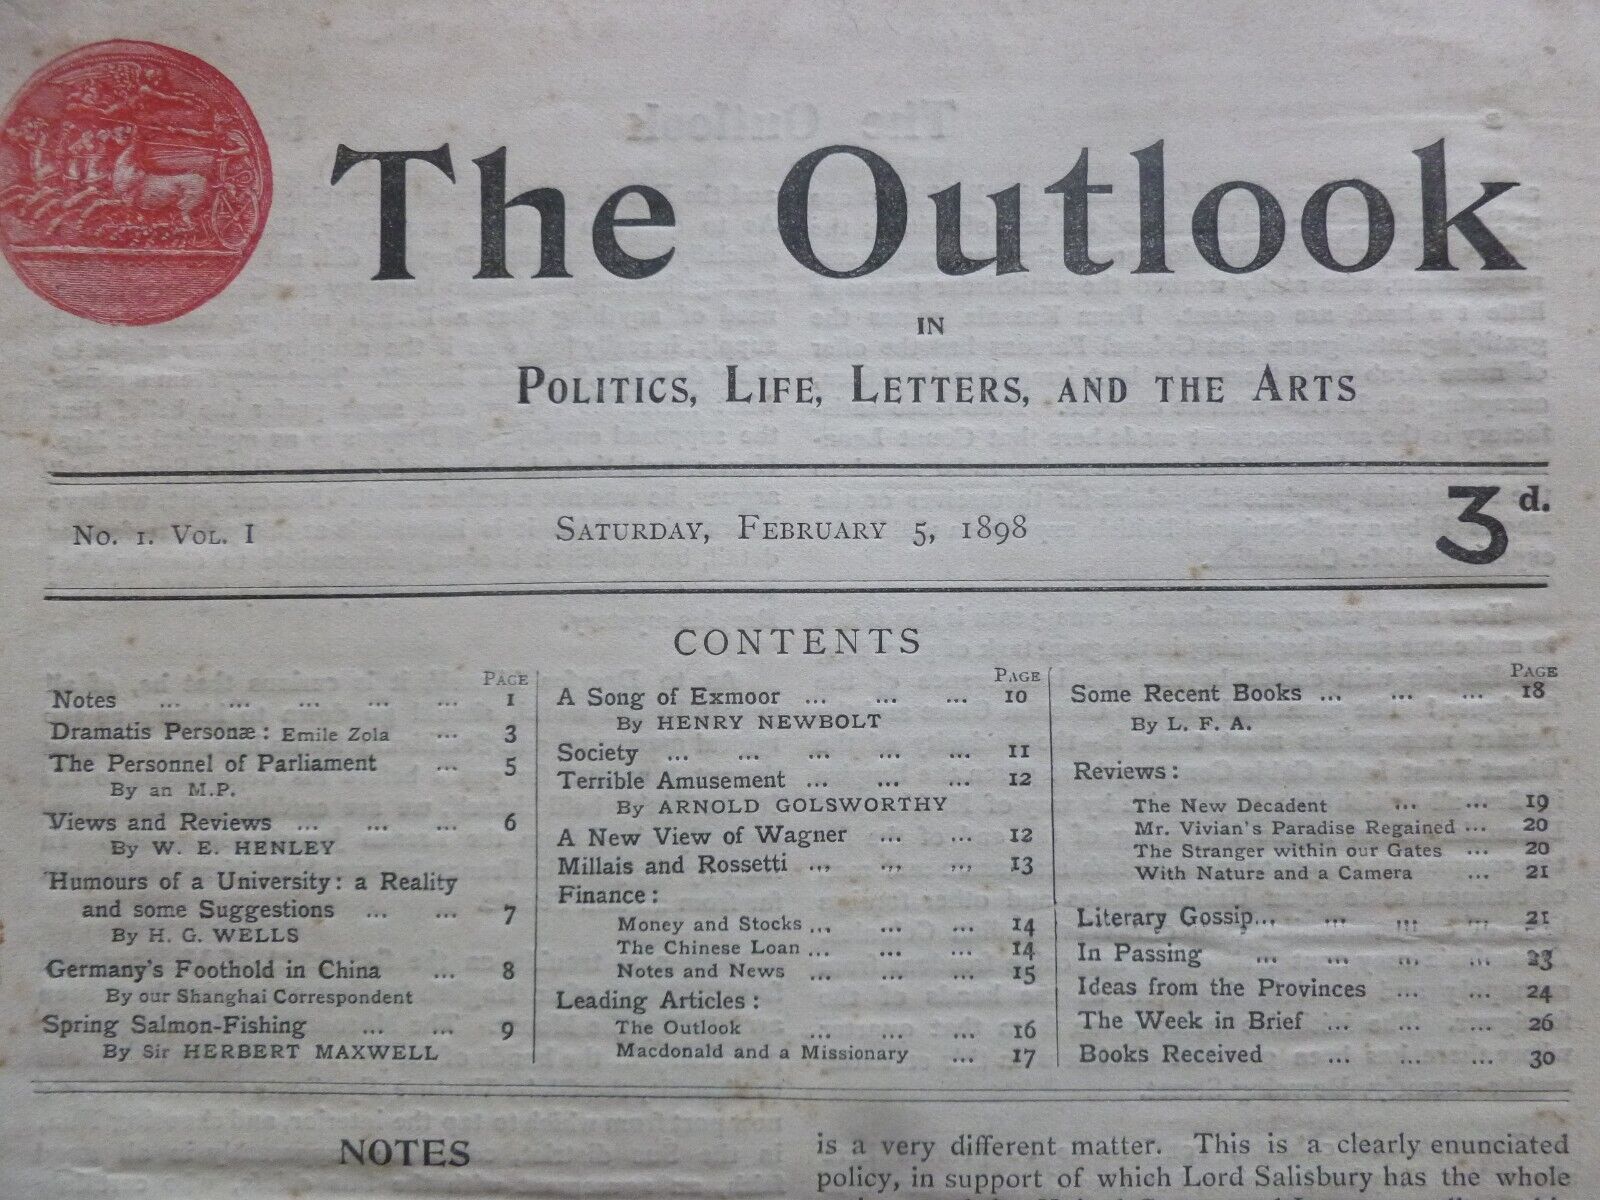 The Outlook
IN
POLITICS, LIFE, LETTERS, AND THE ARTS
No. 1. VOL. I
SATURDAY, FEBRUARY 5, 1898
3d.
CONTENTS
PAGE
Notes ... ... ... ... ... 1
Dramatis Personæ: Emile Zola ... 3
The Personnel of Parliament ... 5
By an M.P.
Views and Reviews ... ... ... 6
By W. E. HENLEY
Humours of a University: a Reality
and some Suggestions ... ... 7
By H. G. WELLS
Germany's Foothold in China ... 8
By our Shanghai Correspondent
Spring Salmon-Fishing ... ... 9
By Sir HERBERT MAXWELL
PAGE
A Song of Exmoor ... ... ... 10
By HENRY NEWBOLT
Society ... ... ... ... ... 11
Terrible Amusement ... ... ... 12
By ARNOLD GOLSWORTHY
A New View of Wagner ... ... 12
Millais and Rossetti ... ... ... 13
Finance:
Money and Stocks ... ... ... 14
The Chinese Loan ... ... ... 14
Notes and News ... ... ... 15
Leading Articles:
The Outlook ... ... ... 16
Macdonald and a Missionary ... 17
PAGE
Some Recent Books ... ... ... 18
By L. F. A.
Reviews:
The New Decadent ... ... 19
Mr. Vivian's Paradise Regained ... 20
The Stranger within our Gates ... 20
With Nature and a Camera ... 21
Literary Gossip... ... ... ... 21
In Passing ... ... ... ... 23
Ideas from the Provinces ... ... 24
The Week in Brief ... ... ... 26
Books Received ... ... ... 30
NOTES
is a very different matter. This is a clearly enunciated
policy, in support of which Lord Salisbury has the whole